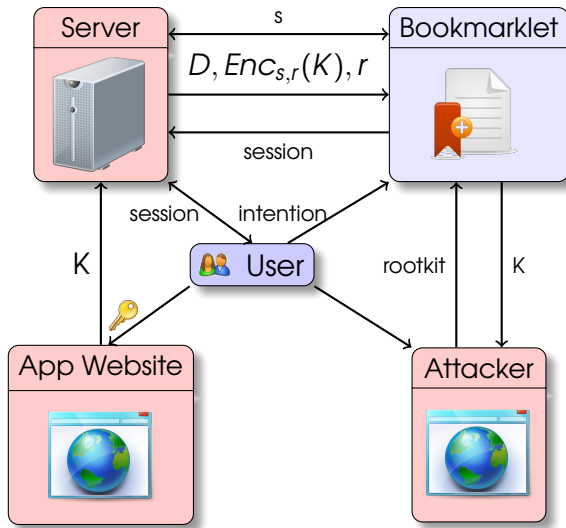 Server
s
Bookmarklet
D, Enc_{s,r}(K), r
session
session
intention
User
K
rootkit
K
App Website
Attacker